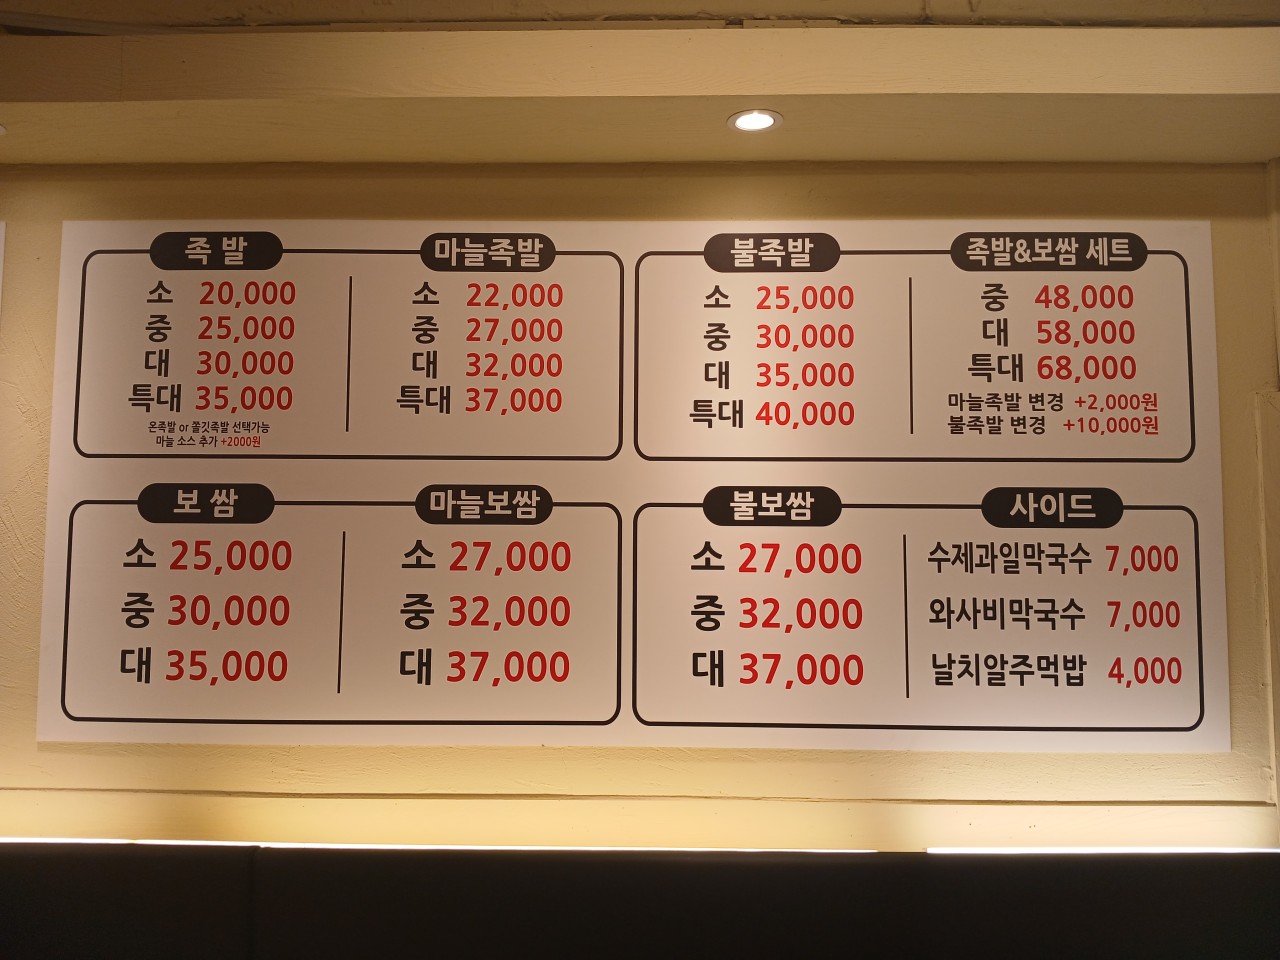 족 발
소 20,000
중 25,000
대 30,000
특대 35,000
온족발 or 쫄깃족발 선택가능
마늘 소스 추가 +2000원
마늘족발
소 22,000
중 27,000
대 32,000
특대 37,000
불족발
소 25,000
중 30,000
대 35,000
특대 40,000
족발&보쌈 세트
중 48,000
대 58,000
특대 68,000
마늘족발 변경 +2,000원
불족발 변경 +10,000원
보 쌈
소 25,000
중 30,000
대 35,000
마늘보쌈
소 27,000
중 32,000
대 37,000
불보쌈
소 27,000
중 32,000
대 37,000
사이드
수제과일막국수 7,000
와사비막국수 7,000
날치알주먹밥 4,000